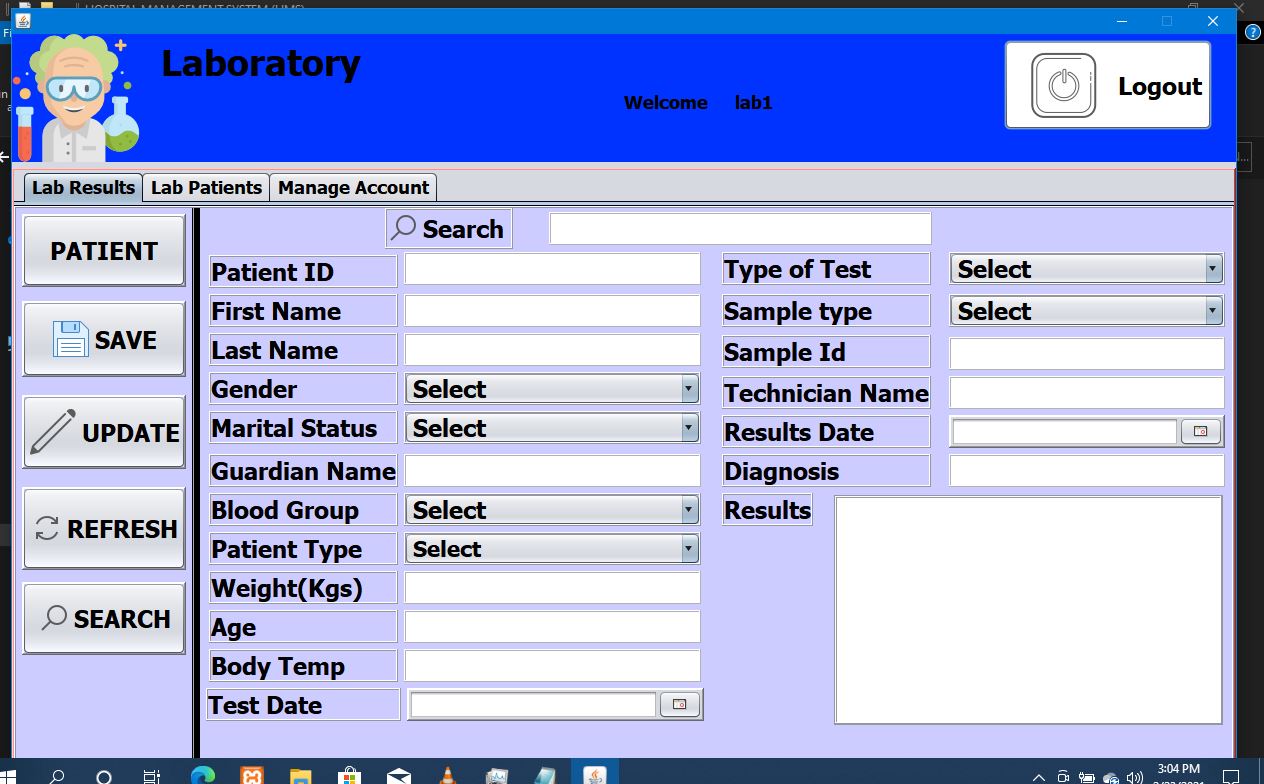 HOSPITAL MANAGEMENT SYSTEM (HMS)
Laboratory
Welcome lab1
Logout
Lab Results Lab Patients Manage Account
PATIENT
SAVE
UPDATE
REFRESH
SEARCH
Search
Patient ID
First Name
Last Name
Gender Select
Marital Status Select
Guardian Name
Blood Group Select
Patient Type Select
Weight(Kgs)
Age
Body Temp
Test Date
Type of Test Select
Sample type Select
Sample Id
Technician Name
Results Date
Diagnosis
Results
3:04 PM